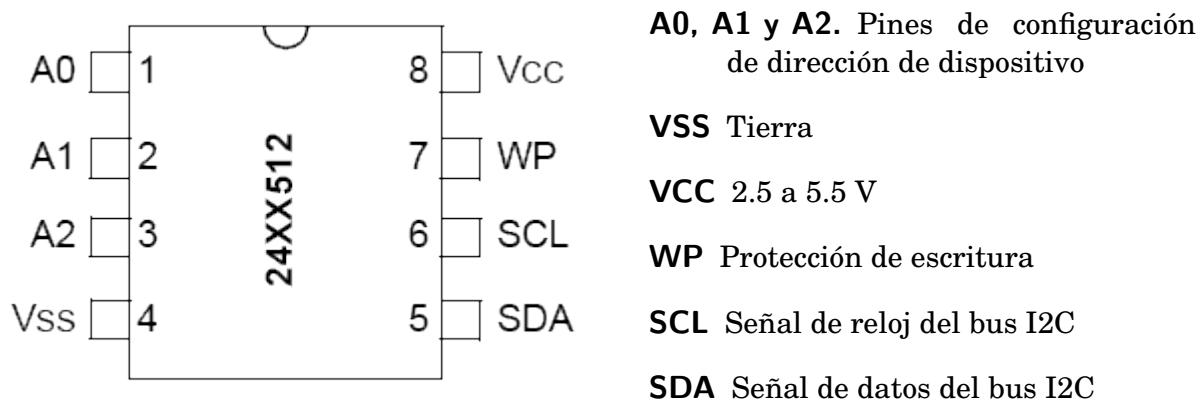 A0 1 8 VCC
A1 2 7 WP
A2 3 6 SCL
VSS 4 5 SDA
24XX512
A0, A1 y A2. Pines de configuración
de dirección de dispositivo
VSS Tierra
VCC 2.5 a 5.5 V
WP Protección de escritura
SCL Señal de reloj del bus I2C
SDA Señal de datos del bus I2C